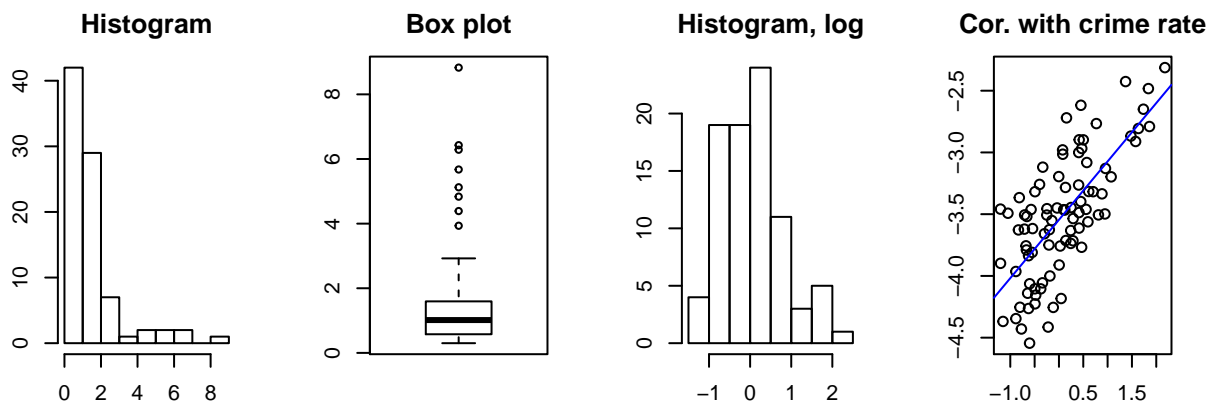 Histogram
0 10 20 30 40
0 2 4 6 8
Box plot
0 2 4 6 8
Histogram, log
0 5 10 15 20
−1 0 1 2
Cor. with crime rate
−4.5 −4.0 −3.5 −3.0 −2.5
−1.0 0.5 1.5